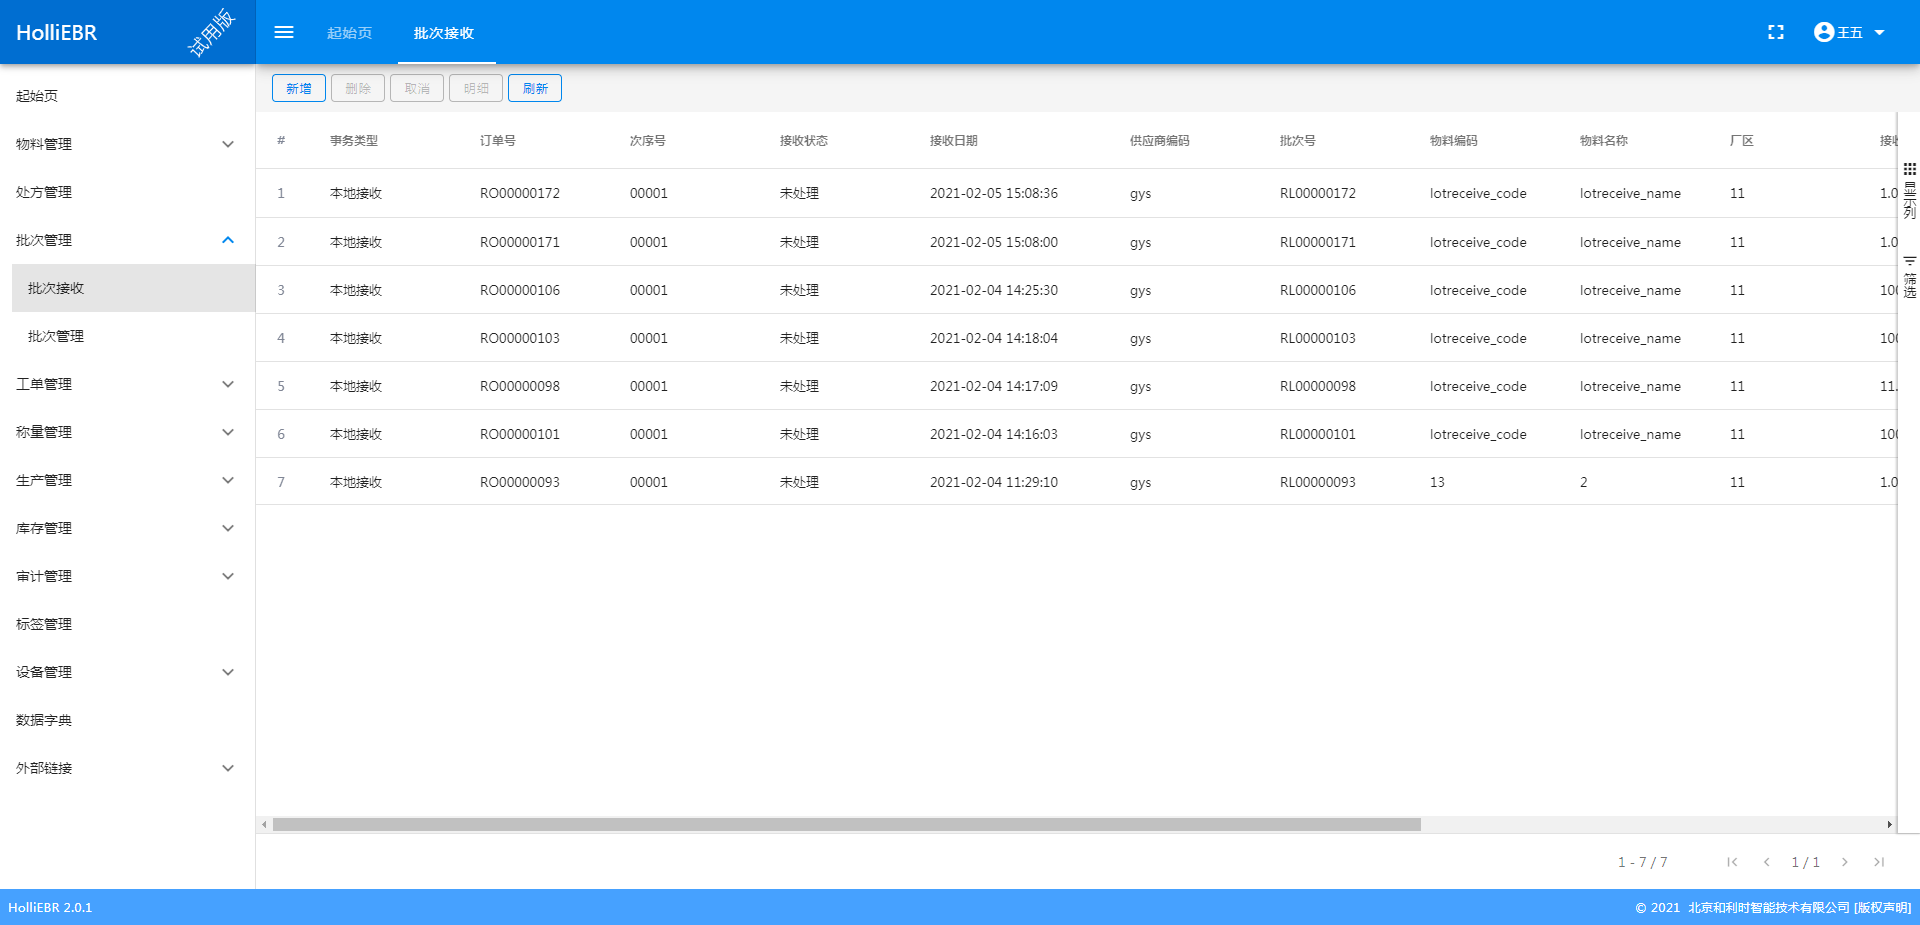 HolliEBR 试用版 起始页 批次接收 王五
起始页
物料管理
处方管理
批次管理
批次接收
批次管理
工单管理
称量管理
生产管理
库存管理
审计管理
标签管理
设备管理
数据字典
外部链接
新增 删除 取消 明细 刷新
# 事务类型 订单号 次序号 接收状态 接收日期 供应商编码 批次号 物料编码 物料名称 厂区 接收
1 本地接收 RO00000172 00001 未处理 2021-02-05 15:08:36 gys RL00000172 lotreceive_code lotreceive_name 11 1.0
2 本地接收 RO00000171 00001 未处理 2021-02-05 15:08:00 gys RL00000171 lotreceive_code lotreceive_name 11 1.0
3 本地接收 RO00000106 00001 未处理 2021-02-04 14:25:30 gys RL00000106 lotreceive_code lotreceive_name 11 100
4 本地接收 RO00000103 00001 未处理 2021-02-04 14:18:04 gys RL00000103 lotreceive_code lotreceive_name 11 100
5 本地接收 RO00000098 00001 未处理 2021-02-04 14:17:09 gys RL00000098 lotreceive_code lotreceive_name 11 11.
6 本地接收 RO00000101 00001 未处理 2021-02-04 14:16:03 gys RL00000101 lotreceive_code lotreceive_name 11 100
7 本地接收 RO00000093 00001 未处理 2021-02-04 11:29:10 gys RL00000093 13 2 11 1.0
显示列
筛选
1 - 7 / 7 1 / 1
HolliEBR 2.0.1 © 2021 北京和利时智能技术有限公司 [版权声明]